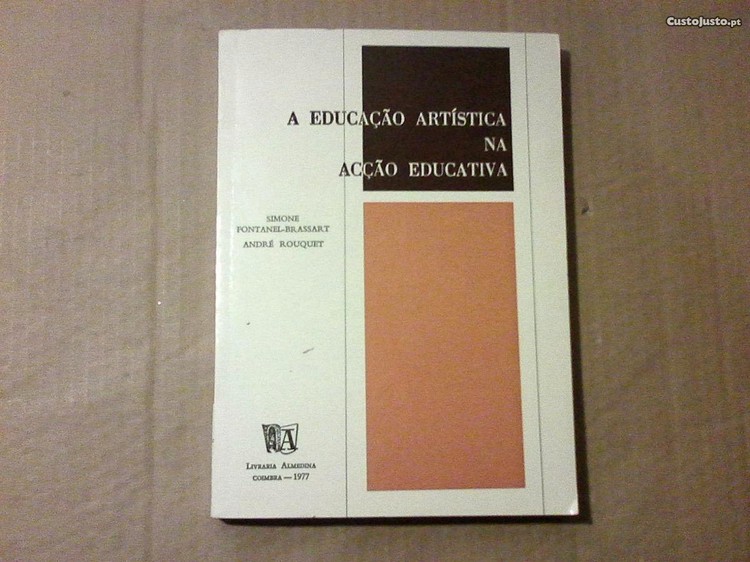 CustoJusto.pt
A EDUCAÇÃO ARTÍSTICA
NA
ACÇÃO EDUCATIVA
SIMONE
FONTANEL-BRASSART
ANDRÉ ROUQUET
A
LIVRARIA ALMEDINA
COIMBRA — 1977